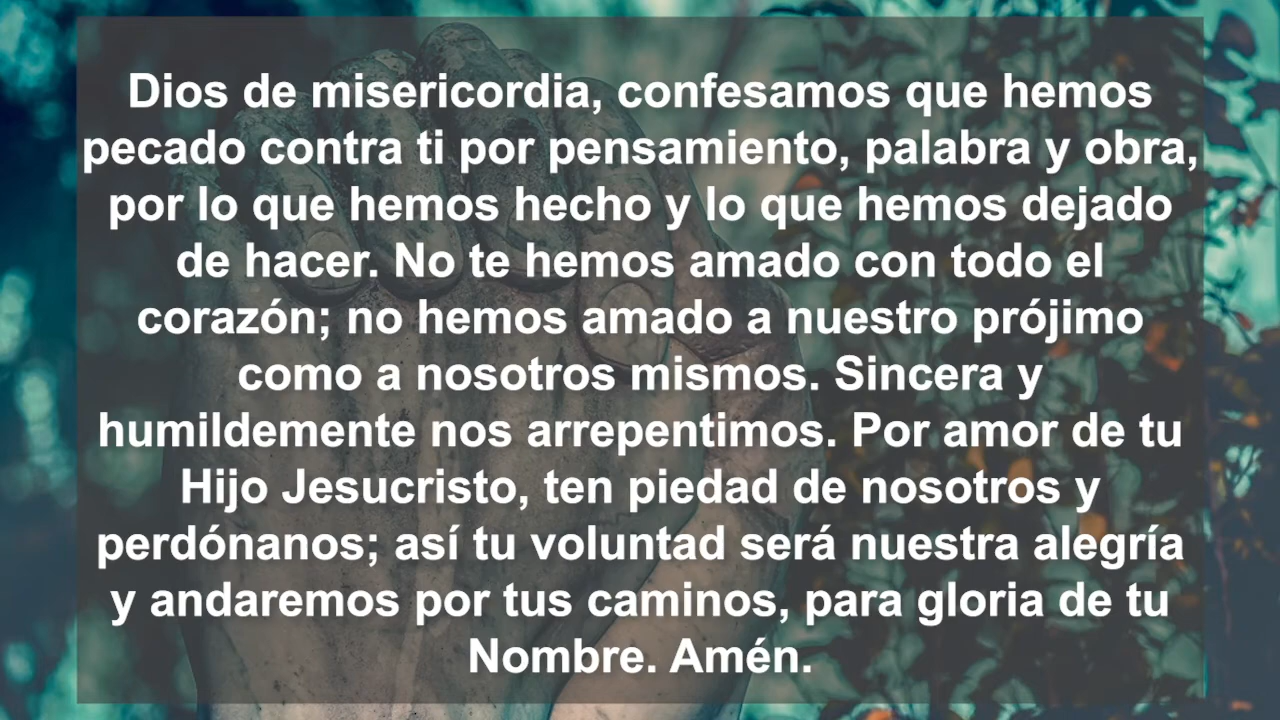 Dios de misericordia, confesamos que hemos
pecado contra ti por pensamiento, palabra y obra,
por lo que hemos hecho y lo que hemos dejado
de hacer. No te hemos amado con todo el
corazón; no hemos amado a nuestro prójimo
como a nosotros mismos. Sincera y
humildemente nos arrepentimos. Por amor de tu
Hijo Jesucristo, ten piedad de nosotros y
perdónanos; así tu voluntad será nuestra alegría
y andaremos por tus caminos, para gloria de tu
Nombre. Amén.